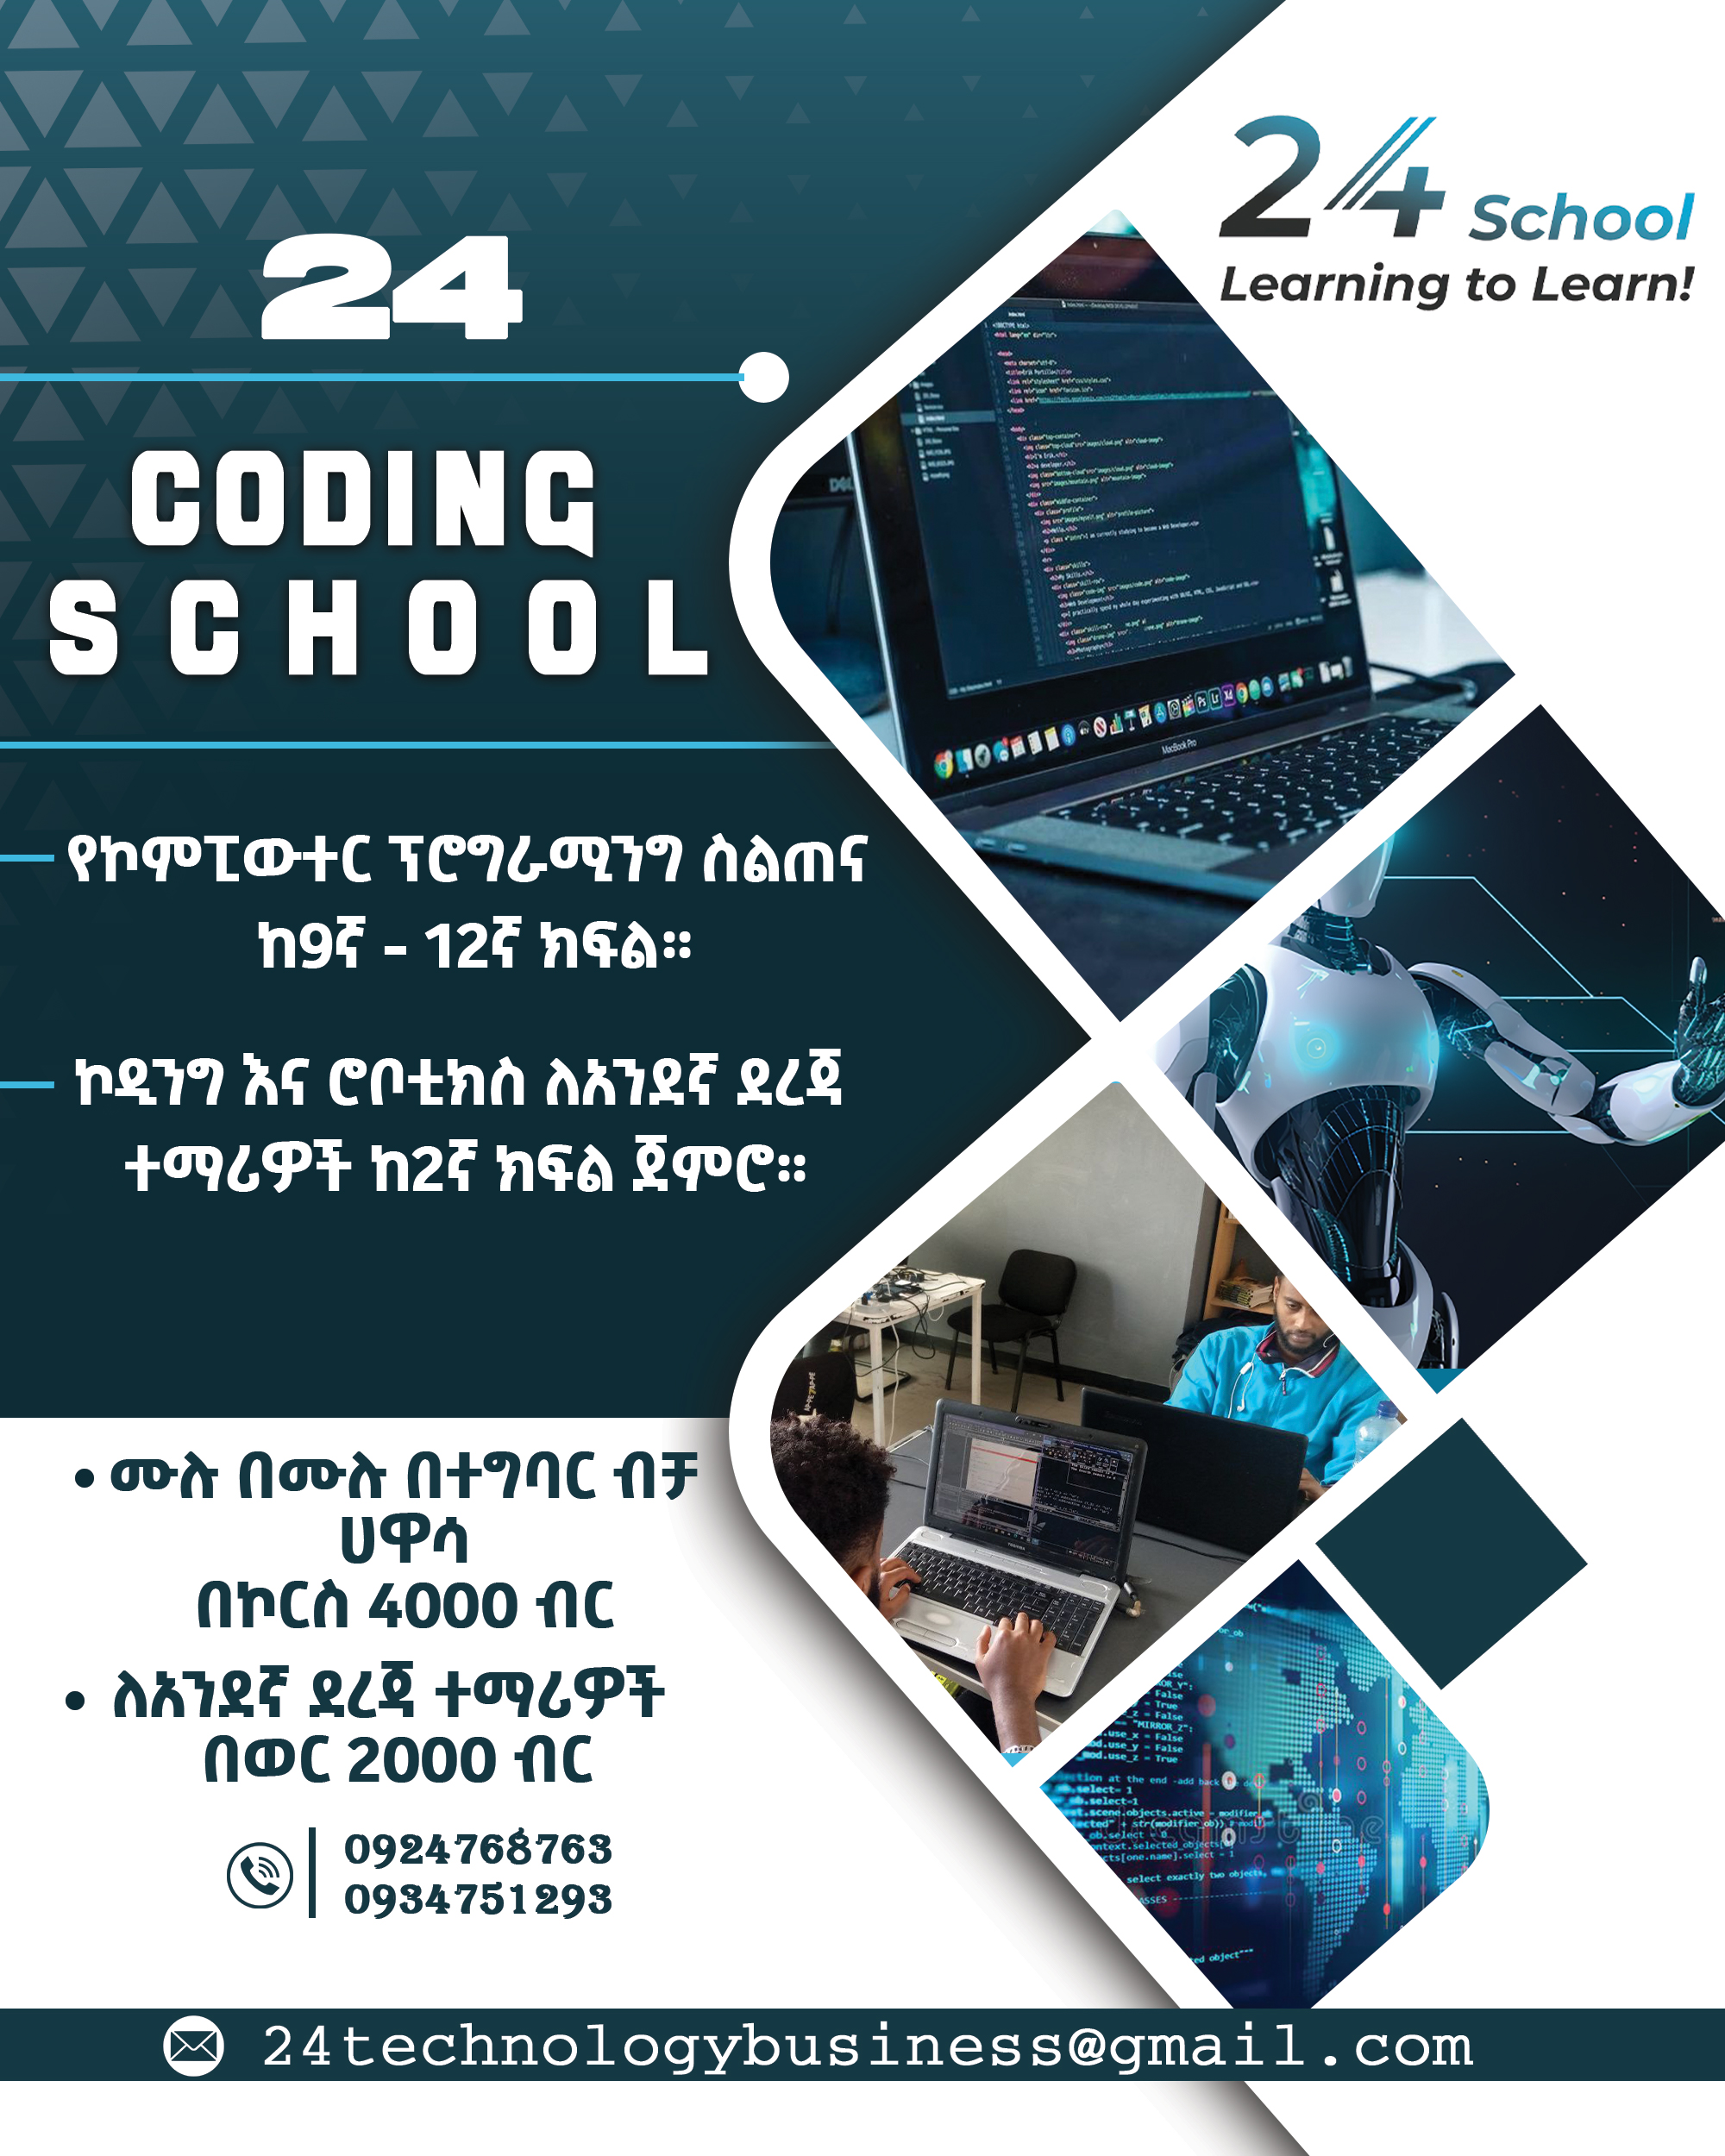 24 School
Learning to Learn!
24
CODING
SCHOOL
የኮምፒውተር ፕሮግራሚንግ ስልጠና
ከ9ኛ - 12ኛ ክፍል።
ኮዲንግ እና ሮቦቲክስ ለአንደኛ ደረጃ
ተማሪዎች ከ2ኛ ክፍል ጀምሮ።
• ሙሉ በሙሉ በተግባር ብቻ
ሀዋሳ
በኮርስ 4000 ብር
• ለአንደኛ ደረጃ ተማሪዎች
በወር 2000 ብር
0924768763
0934751293
24technologybusiness@gmail.com
MacBook Pro